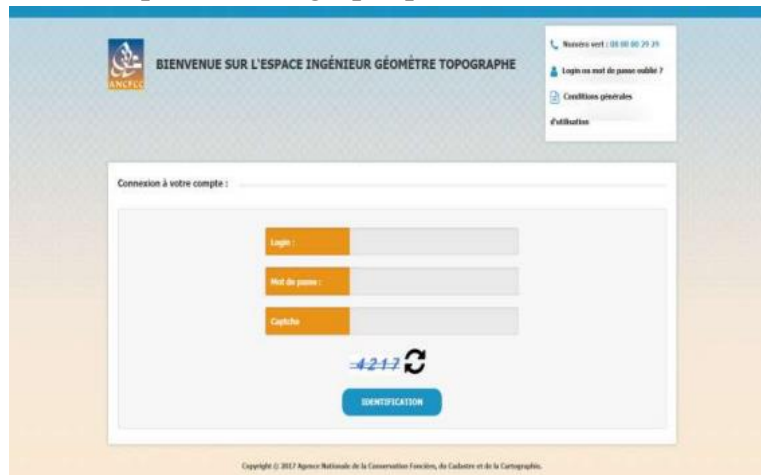 ANCFCC
BIENVENUE SUR L'ESPACE INGÉNIEUR GÉOMÈTRE TOPOGRAPHE
Numéro vert : 08 00 00 29 29
Login ou mot de passe oublié ?
Conditions générales
d'utilisation
Connexion à votre compte :
Login :
Mot de passe :
Captcha
4217
IDENTIFICATION
Copyright © 2017 Agence Nationale de la Conservation Foncière, du Cadastre et de la Cartographie.